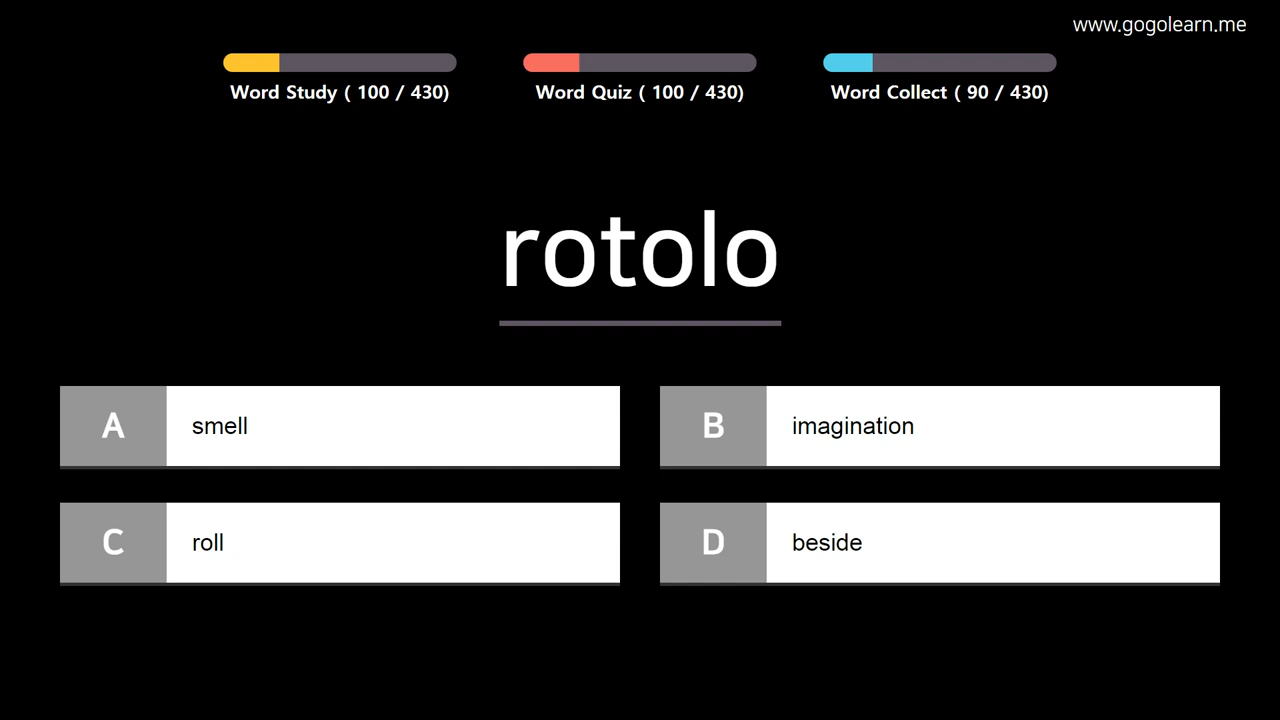 www.gogolearn.me
Word Study ( 100 / 430)
Word Quiz ( 100 / 430)
Word Collect ( 90 / 430)
rotolo
A smell
B imagination
C roll
D beside